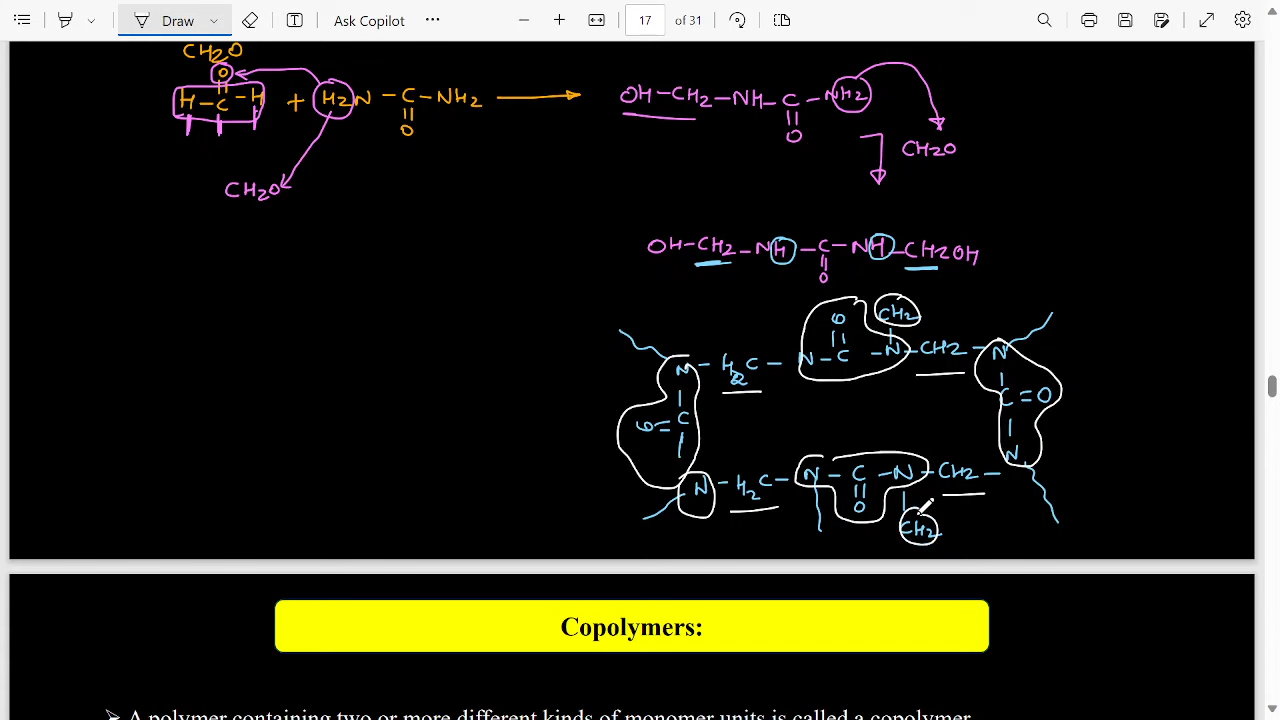 Draw
Ask Copilot
17 of 31
CH2O
O
H-C-H + H2N-C-NH2 → OH-CH2-NH-C-NH2
O O
CH2O
CH2O
OH-CH2-NH-C-NH-CH2OH
O
O CH2
N-H2C-N-C-N-CH2-N
O=C C=O
N
N-H2C-N-C-N-CH2-
O
CH2
Copolymers:
➢ A polymer containing two or more different kinds of monomer units is called a copolymer